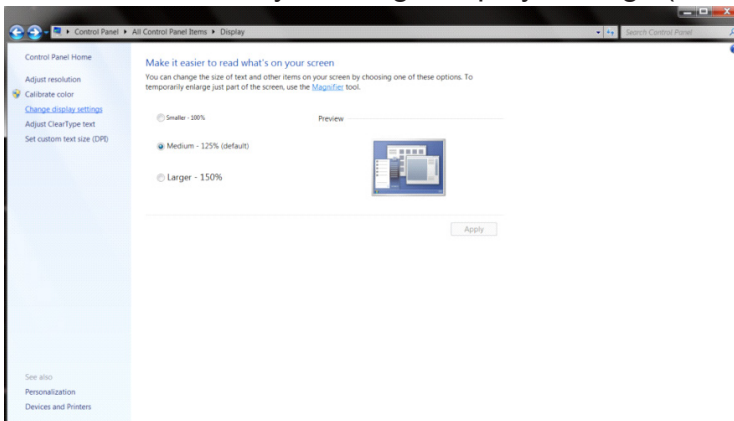 Control Panel ▸ All Control Panel Items ▸ Display
Search Control Panel
Control Panel Home
Adjust resolution
Calibrate color
Change display settings
Adjust ClearType text
Set custom text size (DPI)
Make it easier to read what's on your screen
You can change the size of text and other items on your screen by choosing one of these options. To
temporarily enlarge just part of the screen, use the Magnifier tool.
Smaller - 100%
Preview
Medium - 125% (default)
Larger - 150%
Apply
See also
Personalization
Devices and Printers